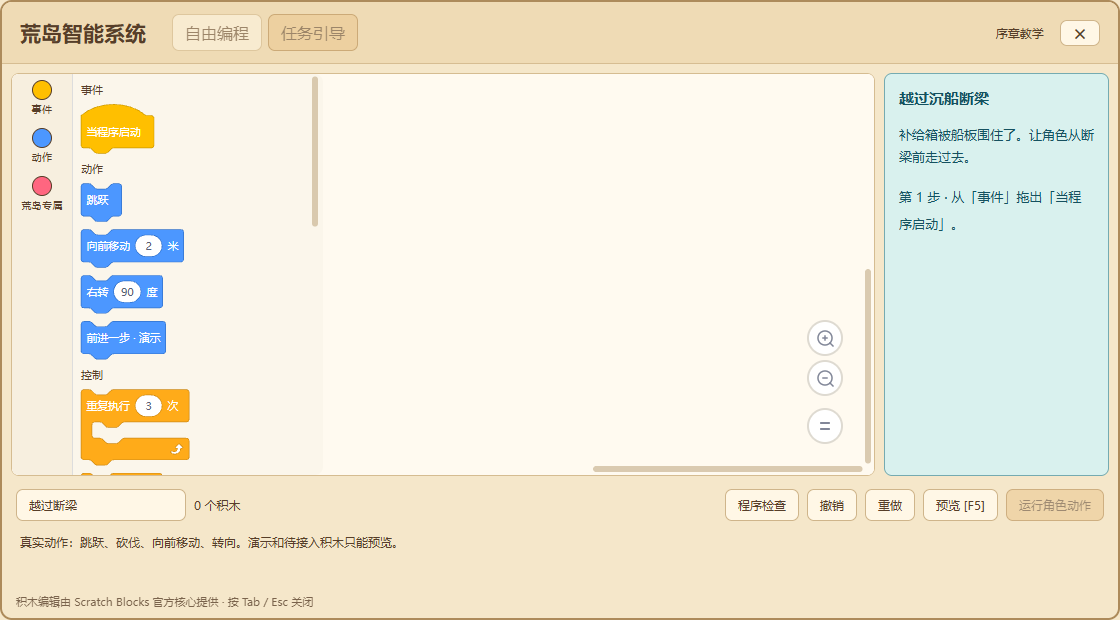 荒岛智能系统
自由编程
任务引导
序章教学
事件
动作
荒岛专属
事件
当程序启动
动作
跳跃
向前移动 2 米
右转 90 度
前进一步 · 演示
控制
重复执行 3 次
越过沉船断梁
补给箱被船板围住了。让角色从断
梁前走过去。
第 1 步 · 从「事件」拖出「当程
序启动」。
越过断梁
0 个积木
程序检查
撤销
重做
预览 [F5]
运行角色动作
真实动作：跳跃、砍伐、向前移动、转向。演示和待接入积木只能预览。
积木编辑由 Scratch Blocks 官方核心提供 · 按 Tab / Esc 关闭